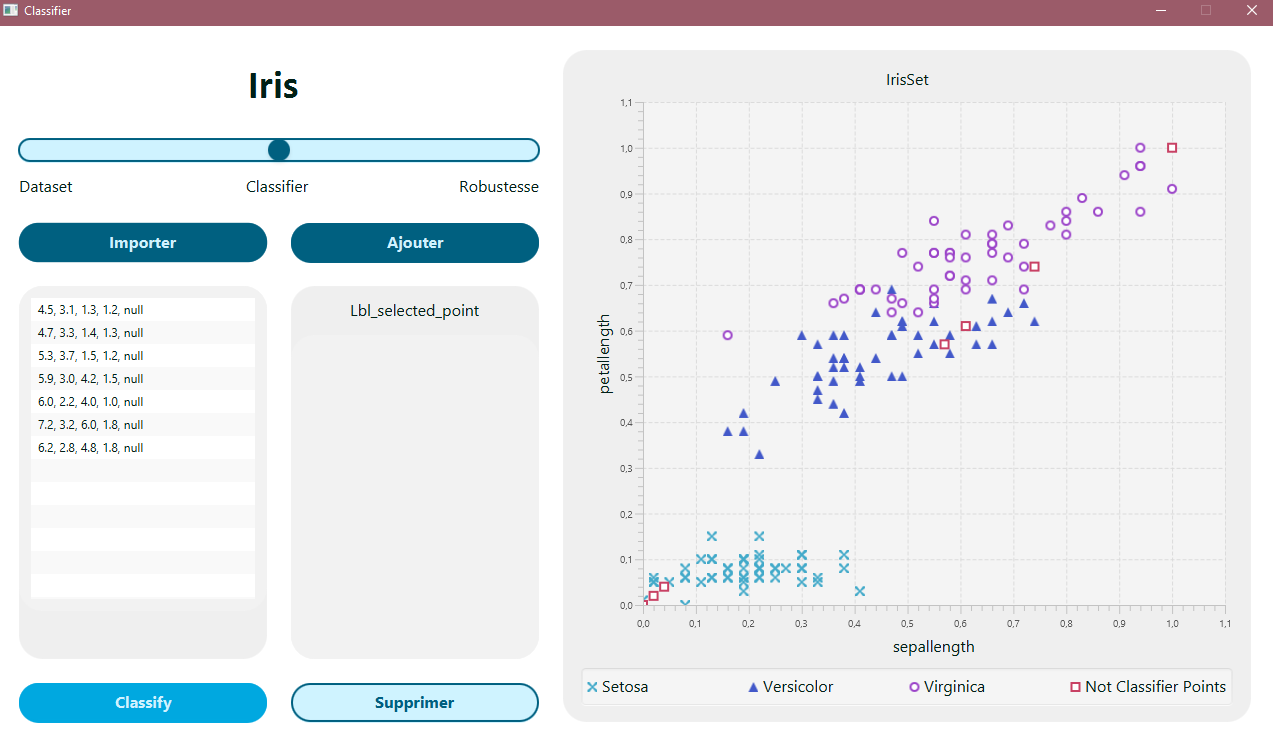 Classifier
Iris
Dataset Classifier Robustesse
Importer Ajouter
4.5, 3.1, 1.3, 1.2, null
4.7, 3.3, 1.4, 1.3, null
5.3, 3.7, 1.5, 1.2, null
5.9, 3.0, 4.2, 1.5, null
6.0, 2.2, 4.0, 1.0, null
7.2, 3.2, 6.0, 1.8, null
6.2, 2.8, 4.8, 1.8, null
Lbl_selected_point
Classify Supprimer
IrisSet
1,1
1,0
0,9
0,8
0,7
0,6
0,5
0,4
0,3
0,2
0,1
0,0
petallength
0,0 0,1 0,2 0,3 0,4 0,5 0,6 0,7 0,8 0,9 1,0 1,1
sepallength
Setosa Versicolor Virginica Not Classifier Points